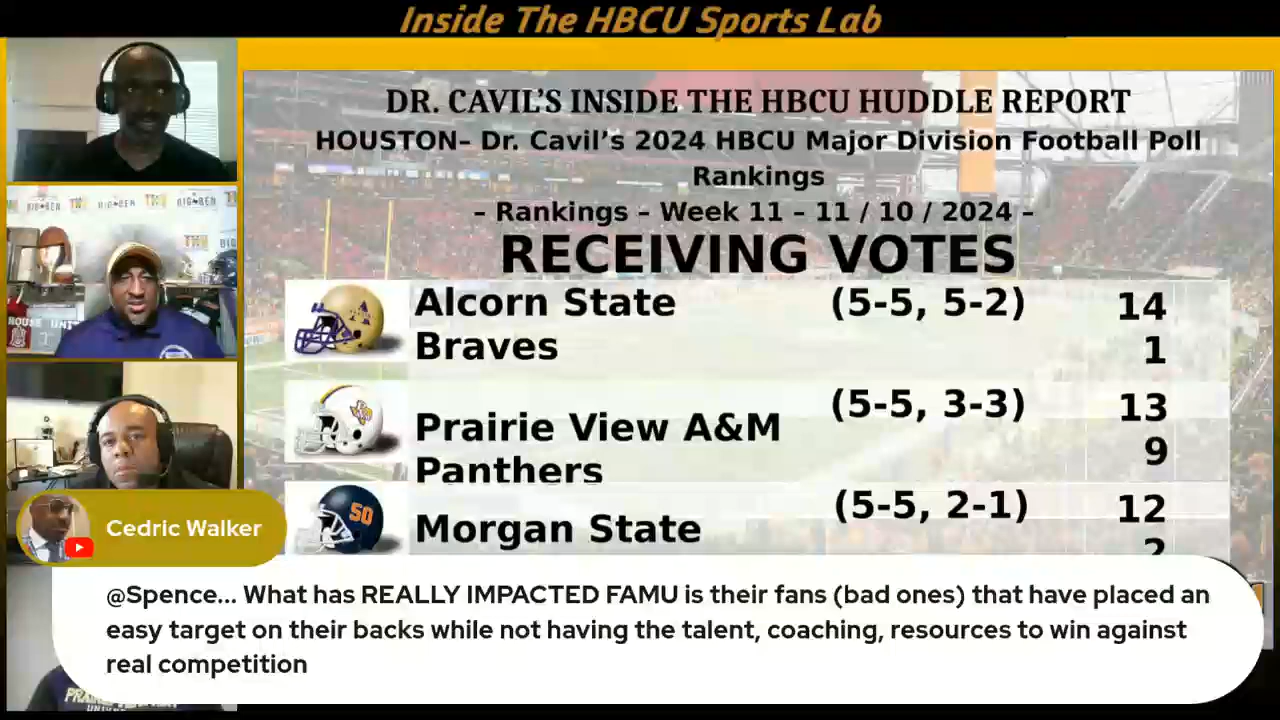 Inside The HBCU Sports Lab
DR. CAVIL'S INSIDE THE HBCU HUDDLE REPORT
HOUSTON– Dr. Cavil's 2024 HBCU Major Division Football Poll
Rankings
– Rankings – Week 11 – 11 / 10 / 2024 –
RECEIVING VOTES
Alcorn State (5-5, 5-2) 14
Braves 1
Prairie View A&M (5-5, 3-3) 13
Panthers 9
50 Morgan State (5-5, 2-1) 12
2
Cedric Walker
@Spence... What has REALLY IMPACTED FAMU is their fans (bad ones) that have placed an
easy target on their backs while not having the talent, coaching, resources to win against
real competition